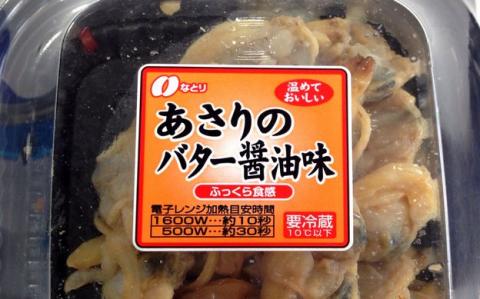 なとり
温めて
おいしい
あさりの
バター醤油味
ふっくら食感
電子レンジ加熱目安時間
1600W…約10秒
500W…約30秒
要冷蔵
10℃以下